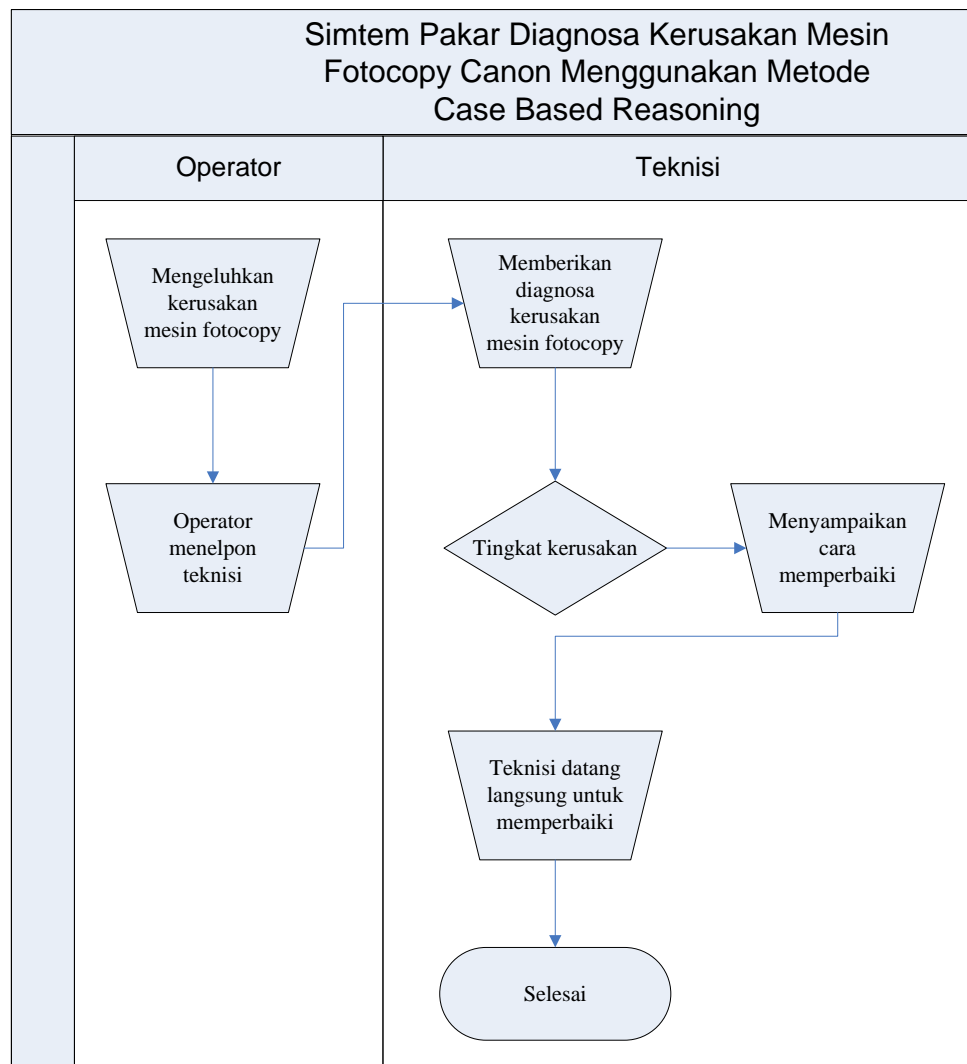 Simtem Pakar Diagnosa Kerusakan Mesin
Fotocopy Canon Menggunakan Metode
Case Based Reasoning
Operator
Teknisi
Mengeluhkan
kerusakan
mesin fotocopy
Memberikan
diagnosa
kerusakan
mesin fotocopy
Operator
menelpon
teknisi
Tingkat kerusakan
Menyampaikan
cara
memperbaiki
Teknisi datang
langsung untuk
memperbaiki
Selesai